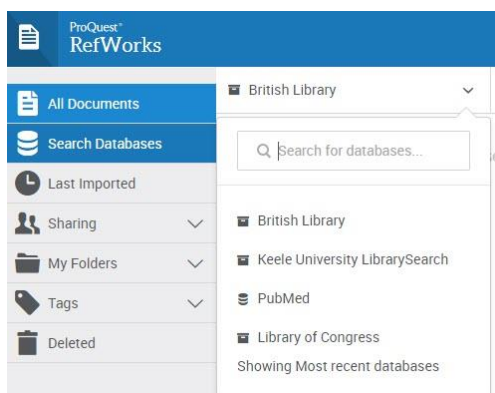 ProQuest®
RefWorks
All Documents
Search Databases
Last Imported
Sharing
My Folders
Tags
Deleted
British Library
Search for databases...
British Library
Keele University LibrarySearch
PubMed
Library of Congress
Showing Most recent databases